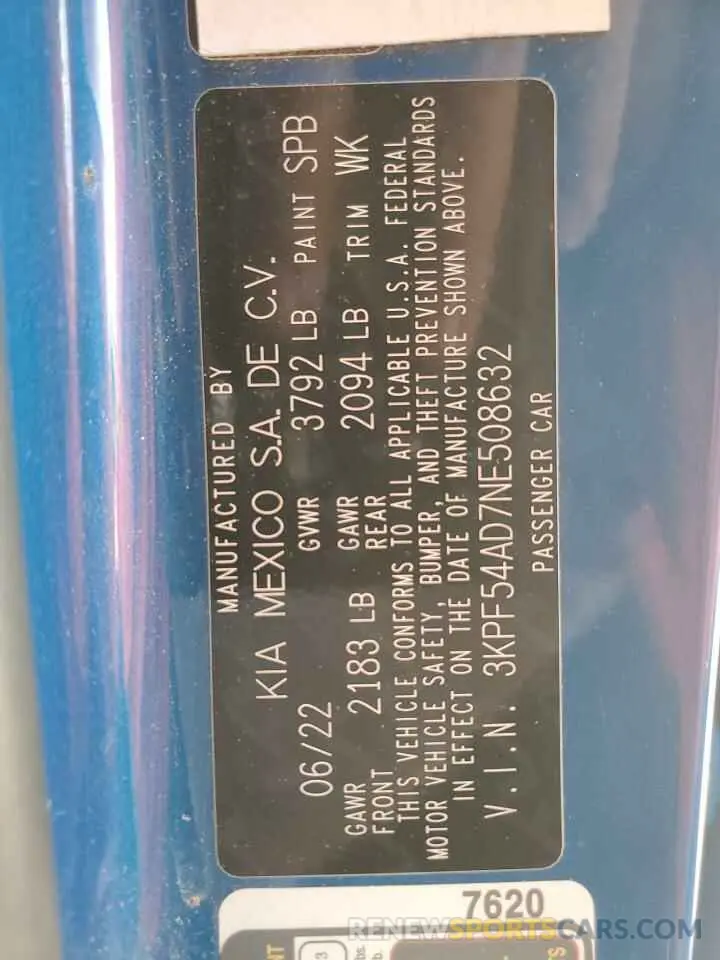 MANUFACTURED BY
KIA MEXICO S.A. DE C.V.
06/22 GVWR 3792 LB PAINT SPB
GAWR FRONT 2183 LB GAWR REAR 2094 LB TRIM WK
THIS VEHICLE CONFORMS TO ALL APPLICABLE U.S.A. FEDERAL
MOTOR VEHICLE SAFETY, BUMPER, AND THEFT PREVENTION STANDARDS
IN EFFECT ON THE DATE OF MANUFACTURE SHOWN ABOVE.
V.I.N. 3KPF54AD7NE508632
PASSENGER CAR
7620
3
RENEWSPORTSCARS.COM